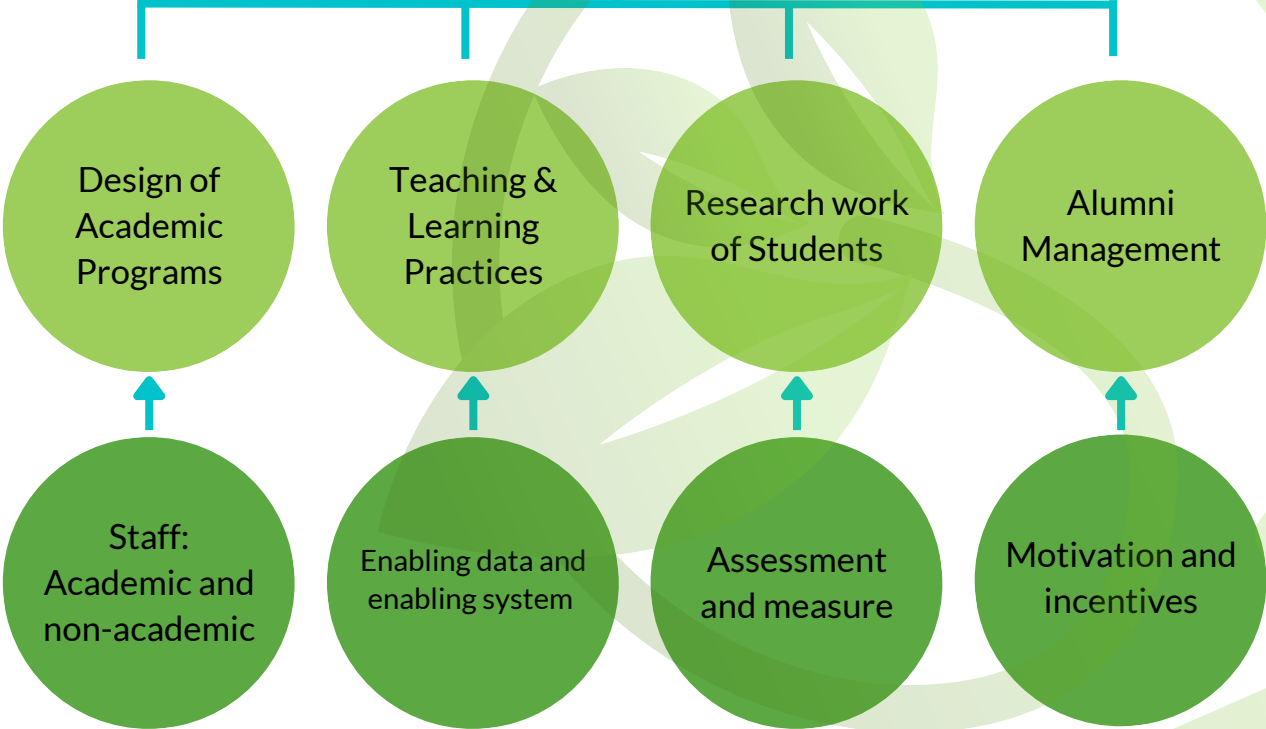 Design of
Academic
Programs
Teaching &
Learning
Practices
Research work
of Students
Alumni
Management
Staff:
Academic and
non-academic
Enabling data and
enabling system
Assessment
and measure
Motivation and
incentives